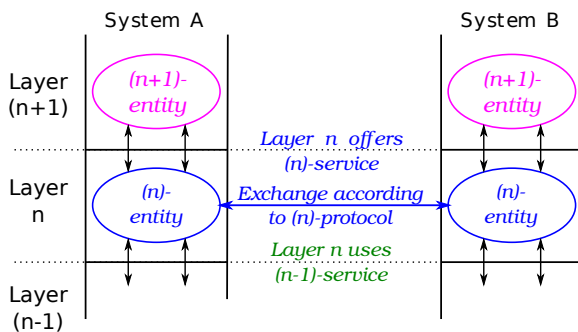 System A
System B
Layer
(n+1)
(n+1)-
entity
(n+1)-
entity
Layer n offers
(n)-service
Layer
n
(n)-
entity
Exchange according
to (n)-protocol
(n)-
entity
Layer n uses
(n-1)-service
Layer
(n-1)